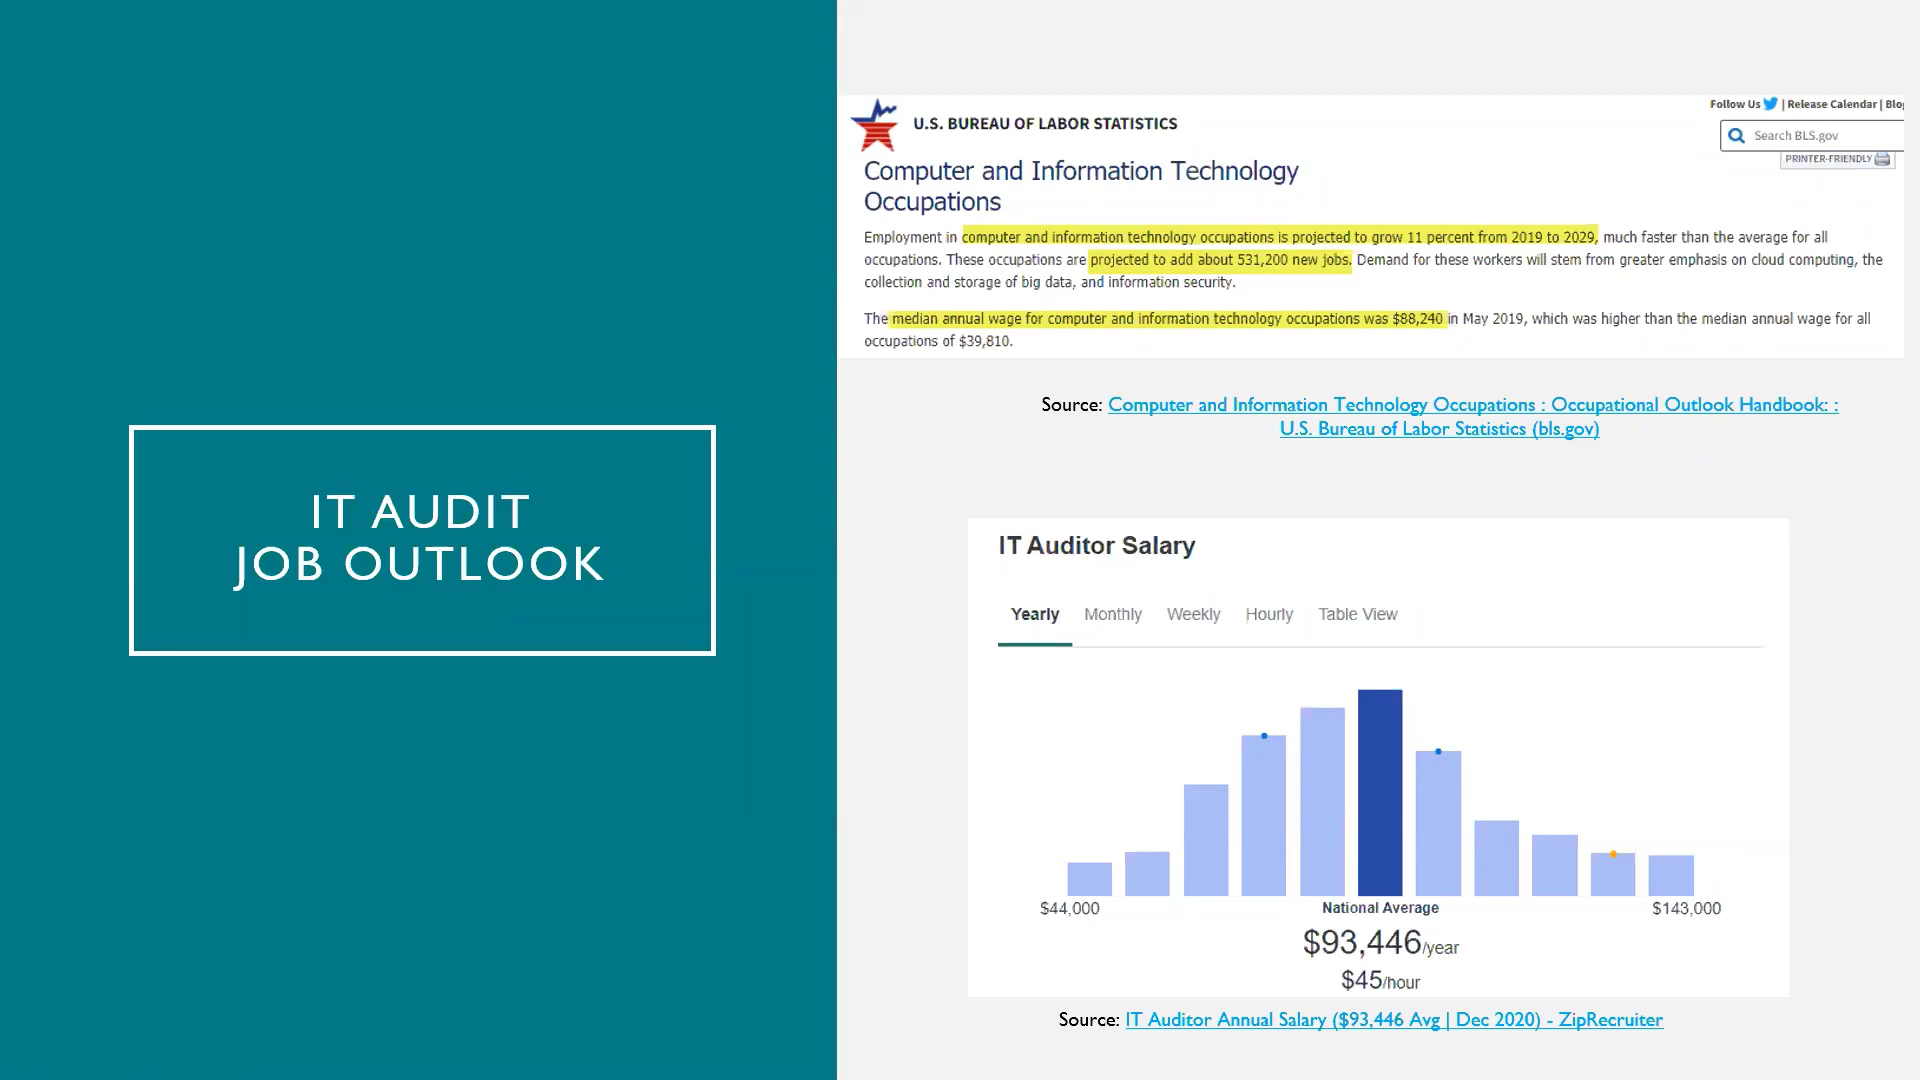 IT AUDIT
JOB OUTLOOK
U.S. BUREAU OF LABOR STATISTICS
Follow Us | Release Calendar | Blog
Search BLS.gov
PRINTER-FRIENDLY
Computer and Information Technology
Occupations
Employment in computer and information technology occupations is projected to grow 11 percent from 2019 to 2029, much faster than the average for all
occupations. These occupations are projected to add about 531,200 new jobs. Demand for these workers will stem from greater emphasis on cloud computing, the
collection and storage of big data, and information security.
The median annual wage for computer and information technology occupations was $88,240 in May 2019, which was higher than the median annual wage for all
occupations of $39,810.
Source: Computer and Information Technology Occupations : Occupational Outlook Handbook: :
U.S. Bureau of Labor Statistics (bls.gov)
IT Auditor Salary
Yearly Monthly Weekly Hourly Table View
$44,000 National Average $143,000
$93,446/year
$45/hour
Source: IT Auditor Annual Salary ($93,446 Avg | Dec 2020) - ZipRecruiter